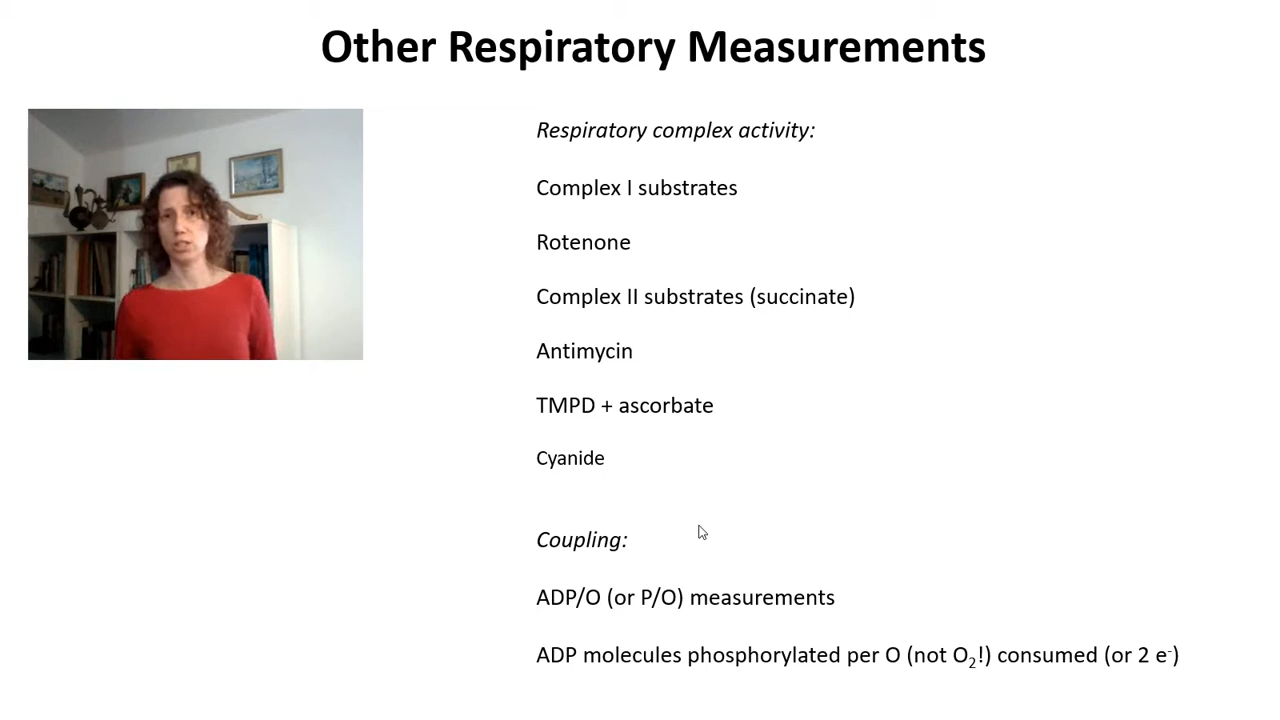 Other Respiratory Measurements
Respiratory complex activity:
Complex I substrates
Rotenone
Complex II substrates (succinate)
Antimycin
TMPD + ascorbate
Cyanide
Coupling:
ADP/O (or P/O) measurements
ADP molecules phosphorylated per O (not O₂!) consumed (or 2 e⁻)